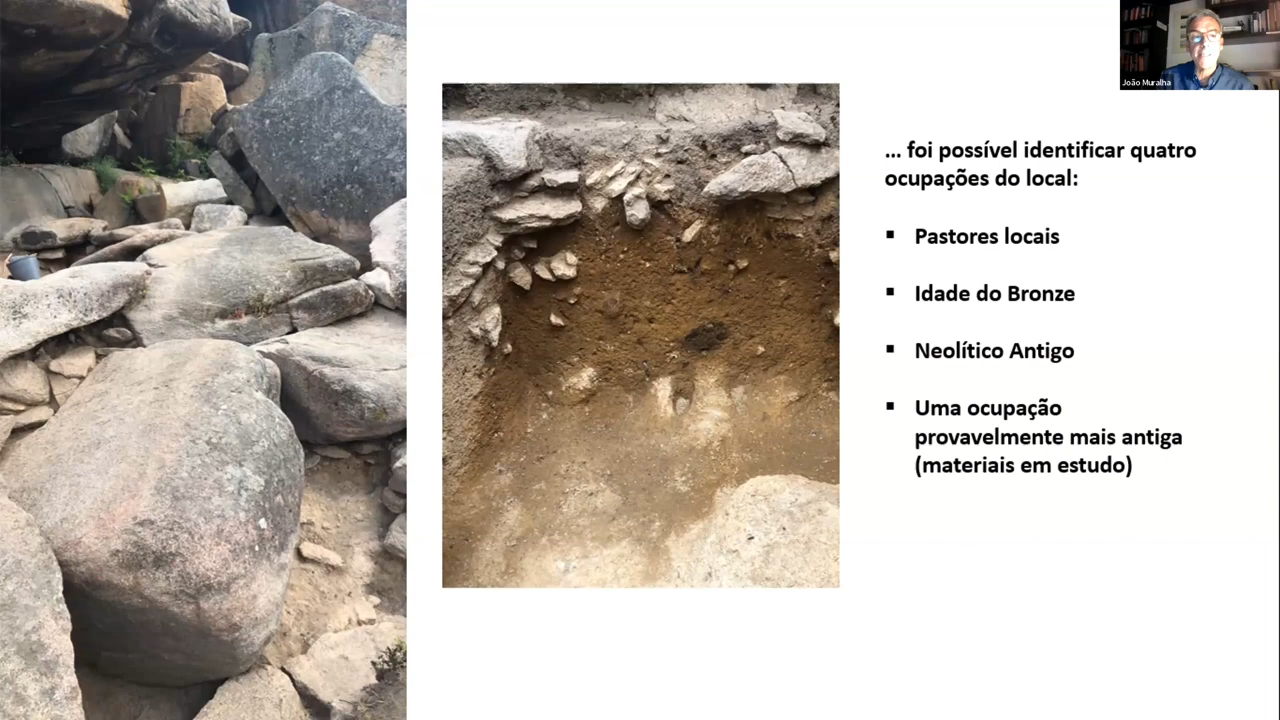 João Muralha
... foi possível identificar quatro
ocupações do local:
▪ Pastores locais
▪ Idade do Bronze
▪ Neolítico Antigo
▪ Uma ocupação
provavelmente mais antiga
(materiais em estudo)